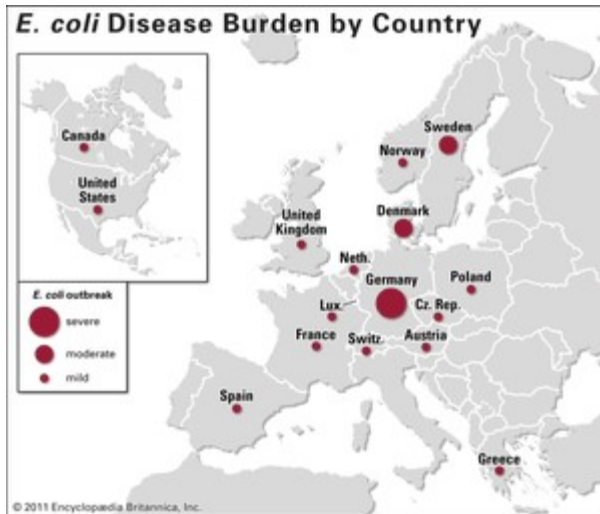 E. coli Disease Burden by Country
Canada
United
States
E. coli outbreak
severe
moderate
mild
Sweden
Norway
Denmark
United
Kingdom
Neth.
Germany
Poland
Lux.
Cz. Rep.
France
Switz.
Austria
Spain
Greece
© 2011 Encyclopædia Britannica, Inc.